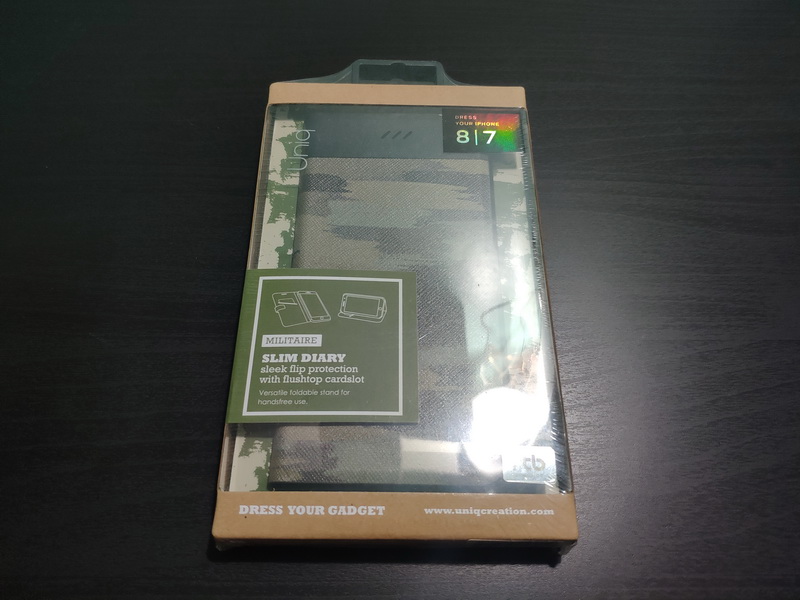 uniq
DRESS
YOUR IPHONE
8|7
MILITAIRE
SLIM DIARY
sleek flip protection
with flushtop cardslot
Versatile foldable stand for
handsfree use.
cb
DRESS YOUR GADGET
www.uniqcreation.com